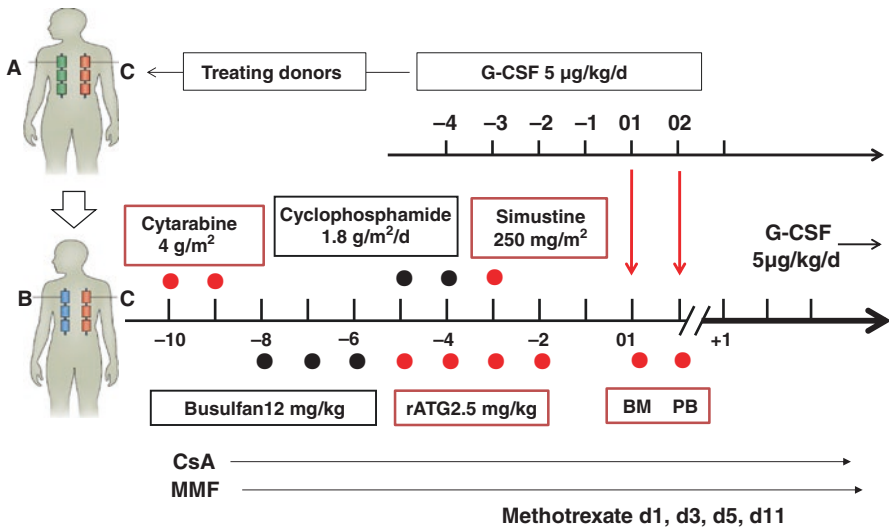 A
C
Treating donors
G-CSF 5 µg/kg/d
–4 –3 –2 –1 01 02
Cytarabine
4 g/m²
Cyclophosphamide
1.8 g/m²/d
Simustine
250 mg/m²
G-CSF
5µg/kg/d
B
C
–10 –8 –6 –4 –2 01 +1
Busulfan12 mg/kg
rATG2.5 mg/kg
BM PB
CsA
MMF
Methotrexate d1, d3, d5, d11